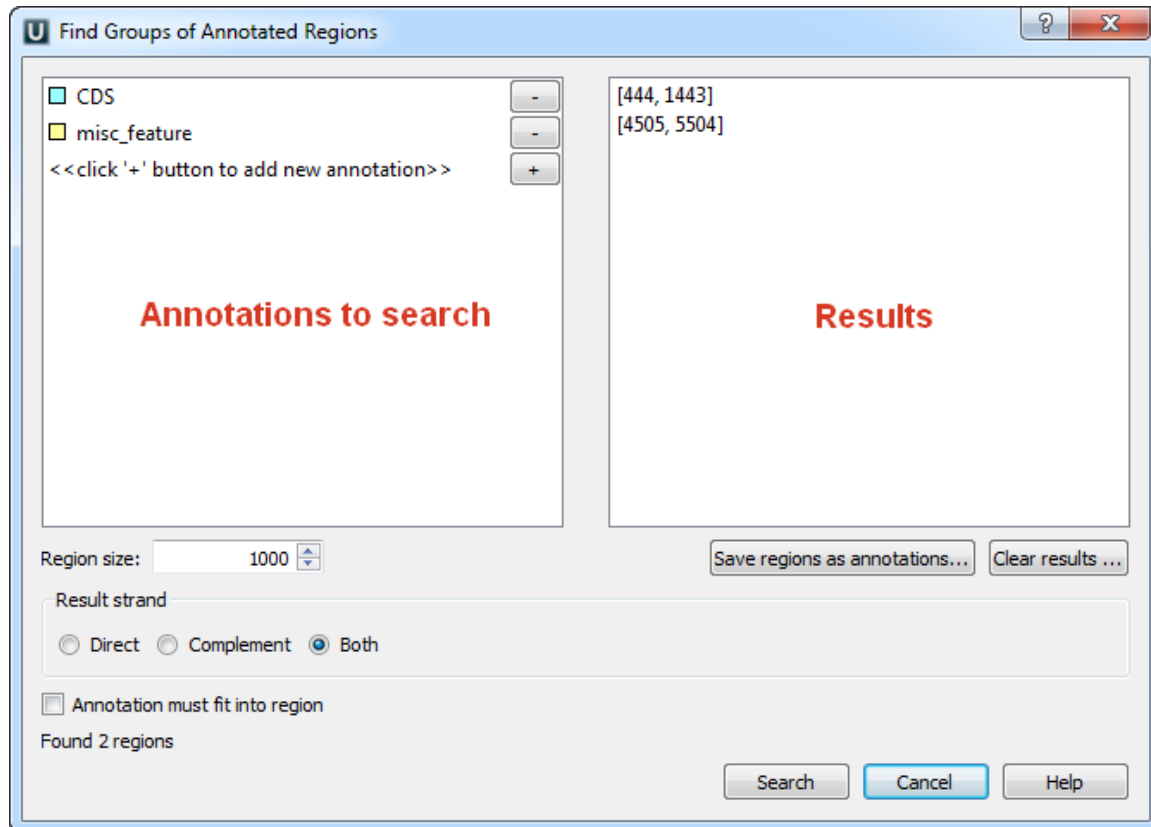 U Find Groups of Annotated Regions ? X
CDS -
misc_feature -
<<click '+' button to add new annotation>> +
Annotations to search
[444, 1443]
[4505, 5504]
Results
Region size: 1000
Save regions as annotations... Clear results ...
Result strand
Direct Complement Both
Annotation must fit into region
Found 2 regions
Search Cancel Help